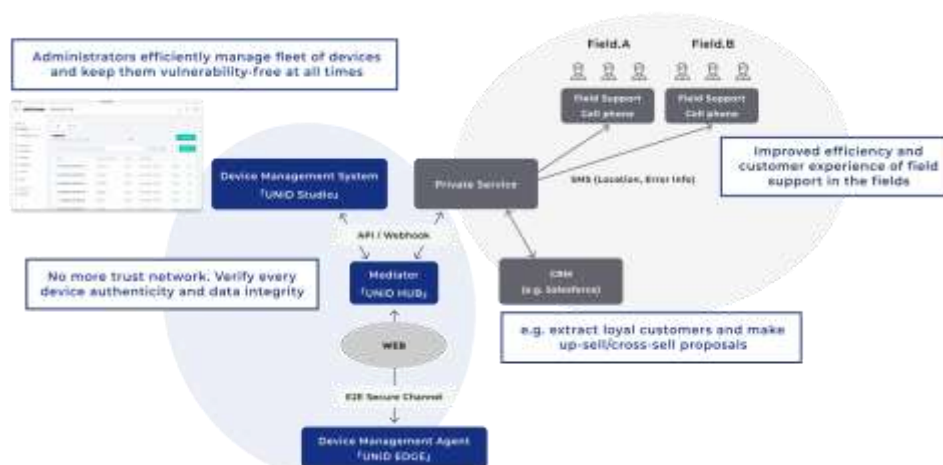 Administrators efficiently manage fleet of devices
and keep them vulnerability-free at all times
Field.A
Field.B
Field Support
Cell phone
Field Support
Cell phone
Improved efficiency and
customer experience of field
support in the fields
Device Management System
「UNiD Studio」
Private Service
SMS (Location, Error Info)
API / Webhook
No more trust network. Verify every
device authenticity and data integrity
Mediator
「UNiD HUB」
CRM
(e.g. Salesforce)
e.g. extract loyal customers and make
up-sell/cross-sell proposals
WEB
E2E Secure Channel
Device Management Agent
「UNiD EDGE」